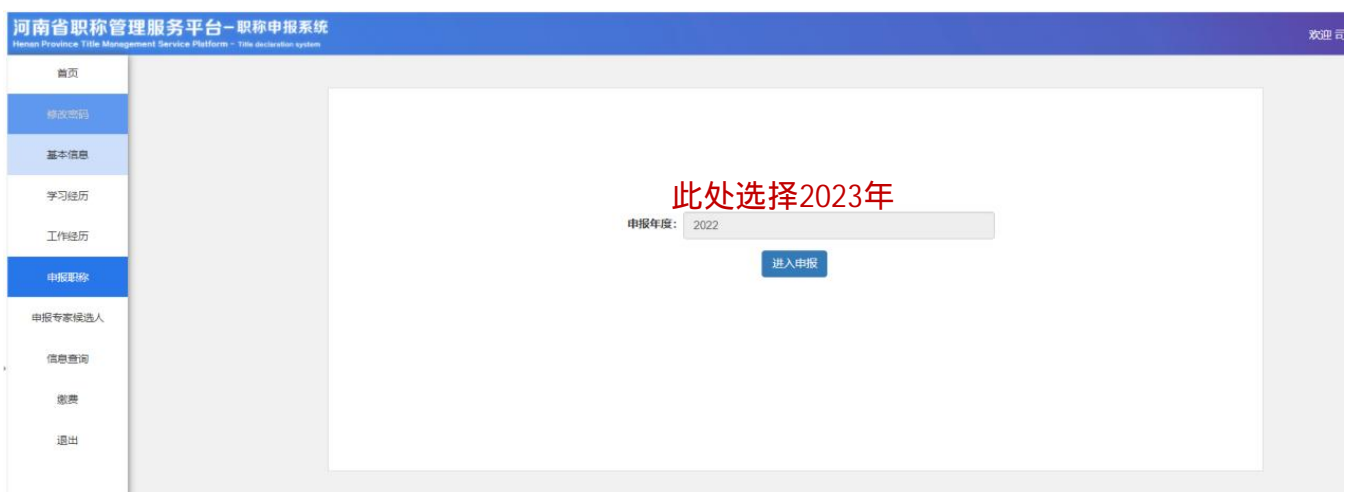 河南省职称管理服务平台-职称申报系统
Henan Province Title Management Service Platform - Title declaration system
欢迎 司
首页
修改密码
基本信息
学习经历
工作经历
申报职称
申报专家候选人
信息查询
缴费
退出
此处选择2023年
申报年度： 2022
进入申报